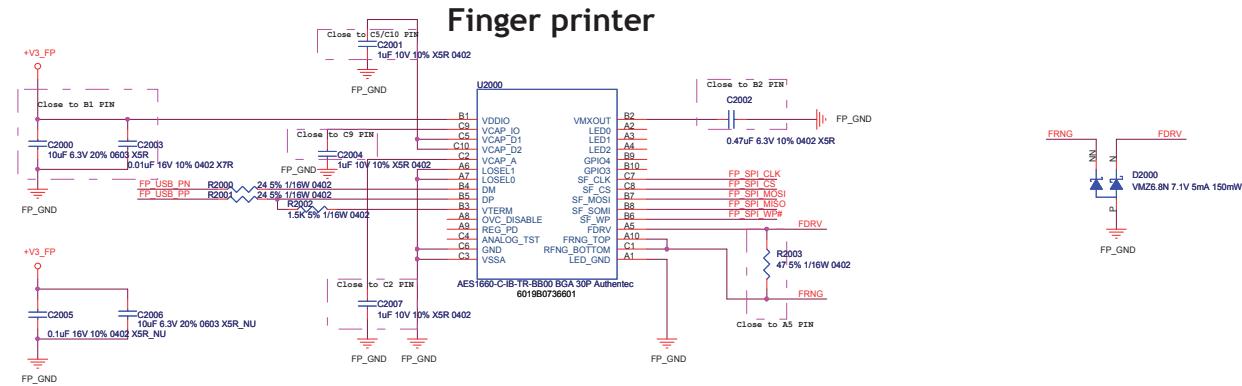 Finger printer
+V3_FP
Close to B1 PIN
C2000
10uF 6.3V 20% 0603 X5R
C2003
0.01uF 16V 10% 0402 X7R
FP_GND
Close to C5/C10 PIN
C2001
1uF 10V 10% X5R 0402
FP_GND
Close to C9 PIN
C2004
1uF 10V 10% X5R 0402
FP_GND
FP_USB_PN
R2000
24 5% 1/16W 0402
FP_USB_PP
R2001
24 5% 1/16W 0402
R2002
1.5K 5% 1/16W 0402
+V3_FP
C2005
0.1uF 16V 10% 0402 X5R_NU
C2006
10uF 6.3V 20% 0603 X5R_NU
FP_GND
Close to C2 PIN
C2007
1uF 10V 10% X5R 0402
FP_GND
FP_GND
U2000
B1 VDDIO
C9 VCAP_IO
C5 VCAP_D1
C10 VCAP_D2
C2 VCAP_A
A6 LOSEL1
A7 LOSEL0
B4 DM
B5 DP
B3 VTERM
A8 OVC_DISABLE
A9 REG_PD
C4 ANALOG_TST
C6 GND
C3 VSSA
VMXOUT B2
LED0 A2
LED1 A3
LED2 A4
GPIO4 B9
GPIO3 B10
SF_CLK C7 FP_SPI_CLK
SF_CS C8 FP_SPI_CS
SF_MOSI B7 FP_SPI_MOSI
SF_SOMI B8 FP_SPI_MISO
SF_WP B6 FP_SPI_WP#
FDRV A5 FDRV
FRNG_TOP A10
RFNG_BOTTOM C1
LED_GND A1
AES1660-C-IB-TR-BB00 BGA 30P Authentec
6019B0736601
Close to B2 PIN
C2002
0.47uF 6.3V 10% 0402 X5R
FP_GND
R2003
47 5% 1/16W 0402
FRNG
Close to A5 PIN
FP_GND
FRNG
FDRV
NN
N
D2000
VMZ6.8N 7.1V 5mA 150mW
P
FP_GND